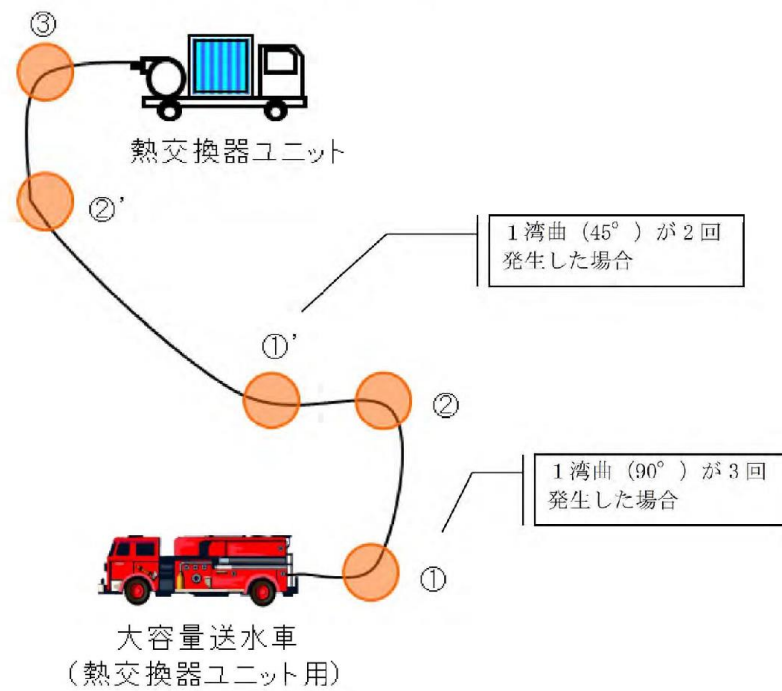 ③
熱交換器ユニット
②’
1湾曲(45°)が2回
発生した場合
①’
②
1湾曲(90°)が3回
発生した場合
①
大容量送水車
(熱交換器ユニット用)